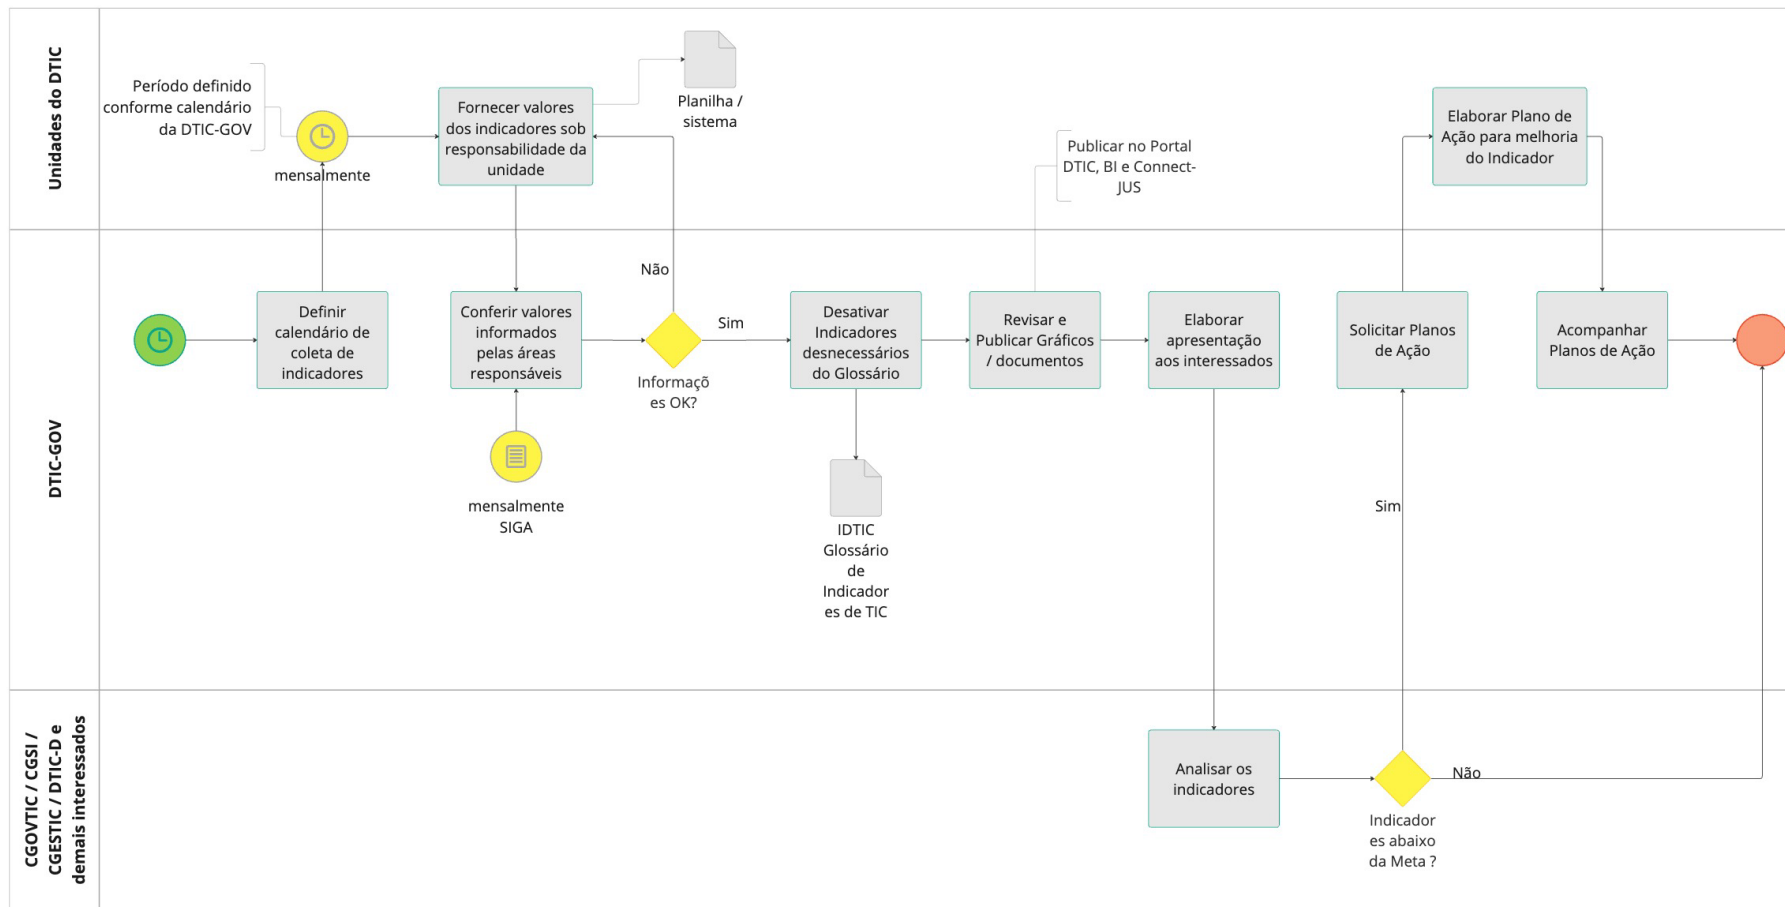 Unidades do DTIC
Período definido
conforme calendário
da DTIC-GOV
mensalmente
Fornecer valores
dos indicadores sob
responsabilidade da
unidade
Planilha /
sistema
Publicar no Portal
DTIC, BI e Connect-
JUS
Elaborar Plano de
Ação para melhoria
do Indicador
DTIC-GOV
Definir
calendário de
coleta de
indicadores
Conferir valores
informados
pelas áreas
responsáveis
mensalmente
SIGA
Não
Sim
Informaçõ
es OK?
Desativar
Indicadores
desnecessários
do Glossário
IDTIC
Glossário
de
Indicador
es de TIC
Revisar e
Publicar Gráficos
/ documentos
Elaborar
apresentação
aos interessados
Solicitar Planos
de Ação
Sim
Acompanhar
Planos de Ação
CGOVTIC / CGSI /
CGESTIC / DTIC-D e
demais interessados
Analisar os
indicadores
Não
Indicador
es abaixo
da Meta ?